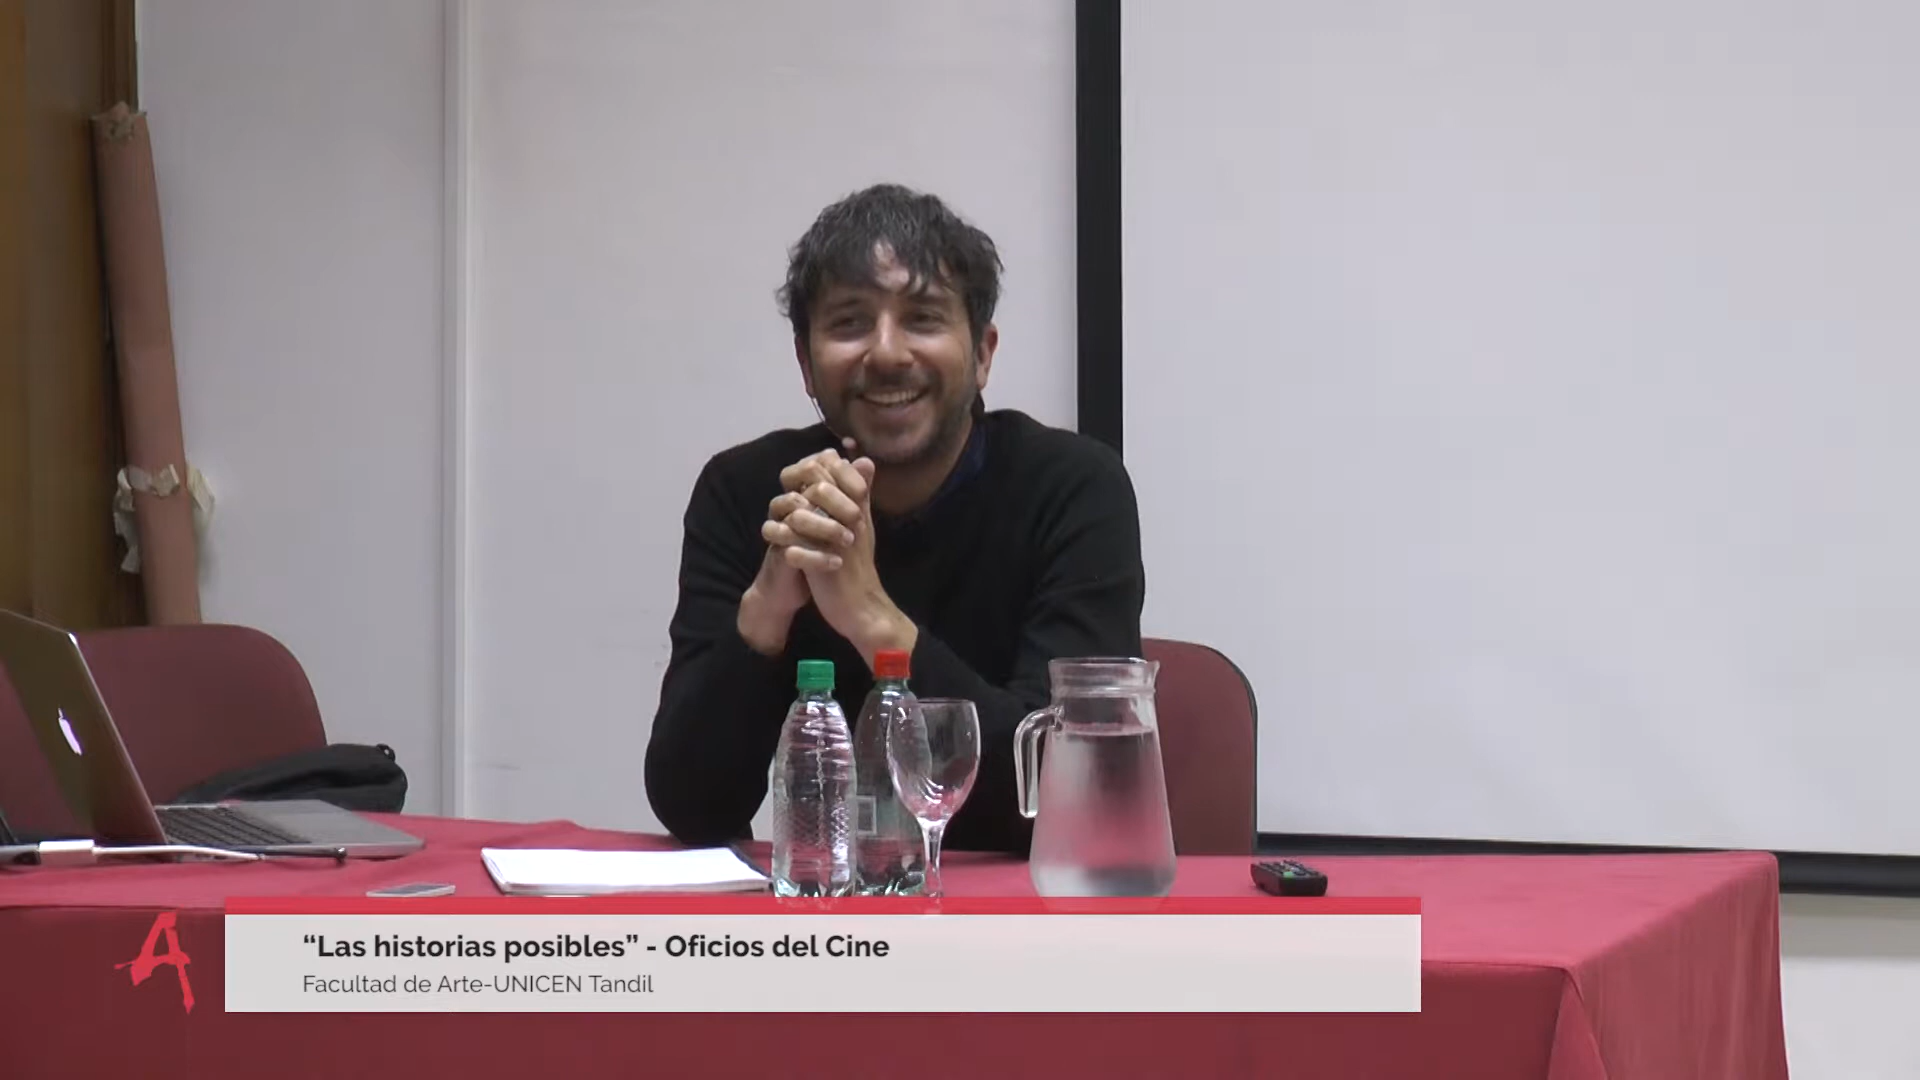 “Las historias posibles” - Oficios del Cine
Facultad de Arte-UNICEN Tandil